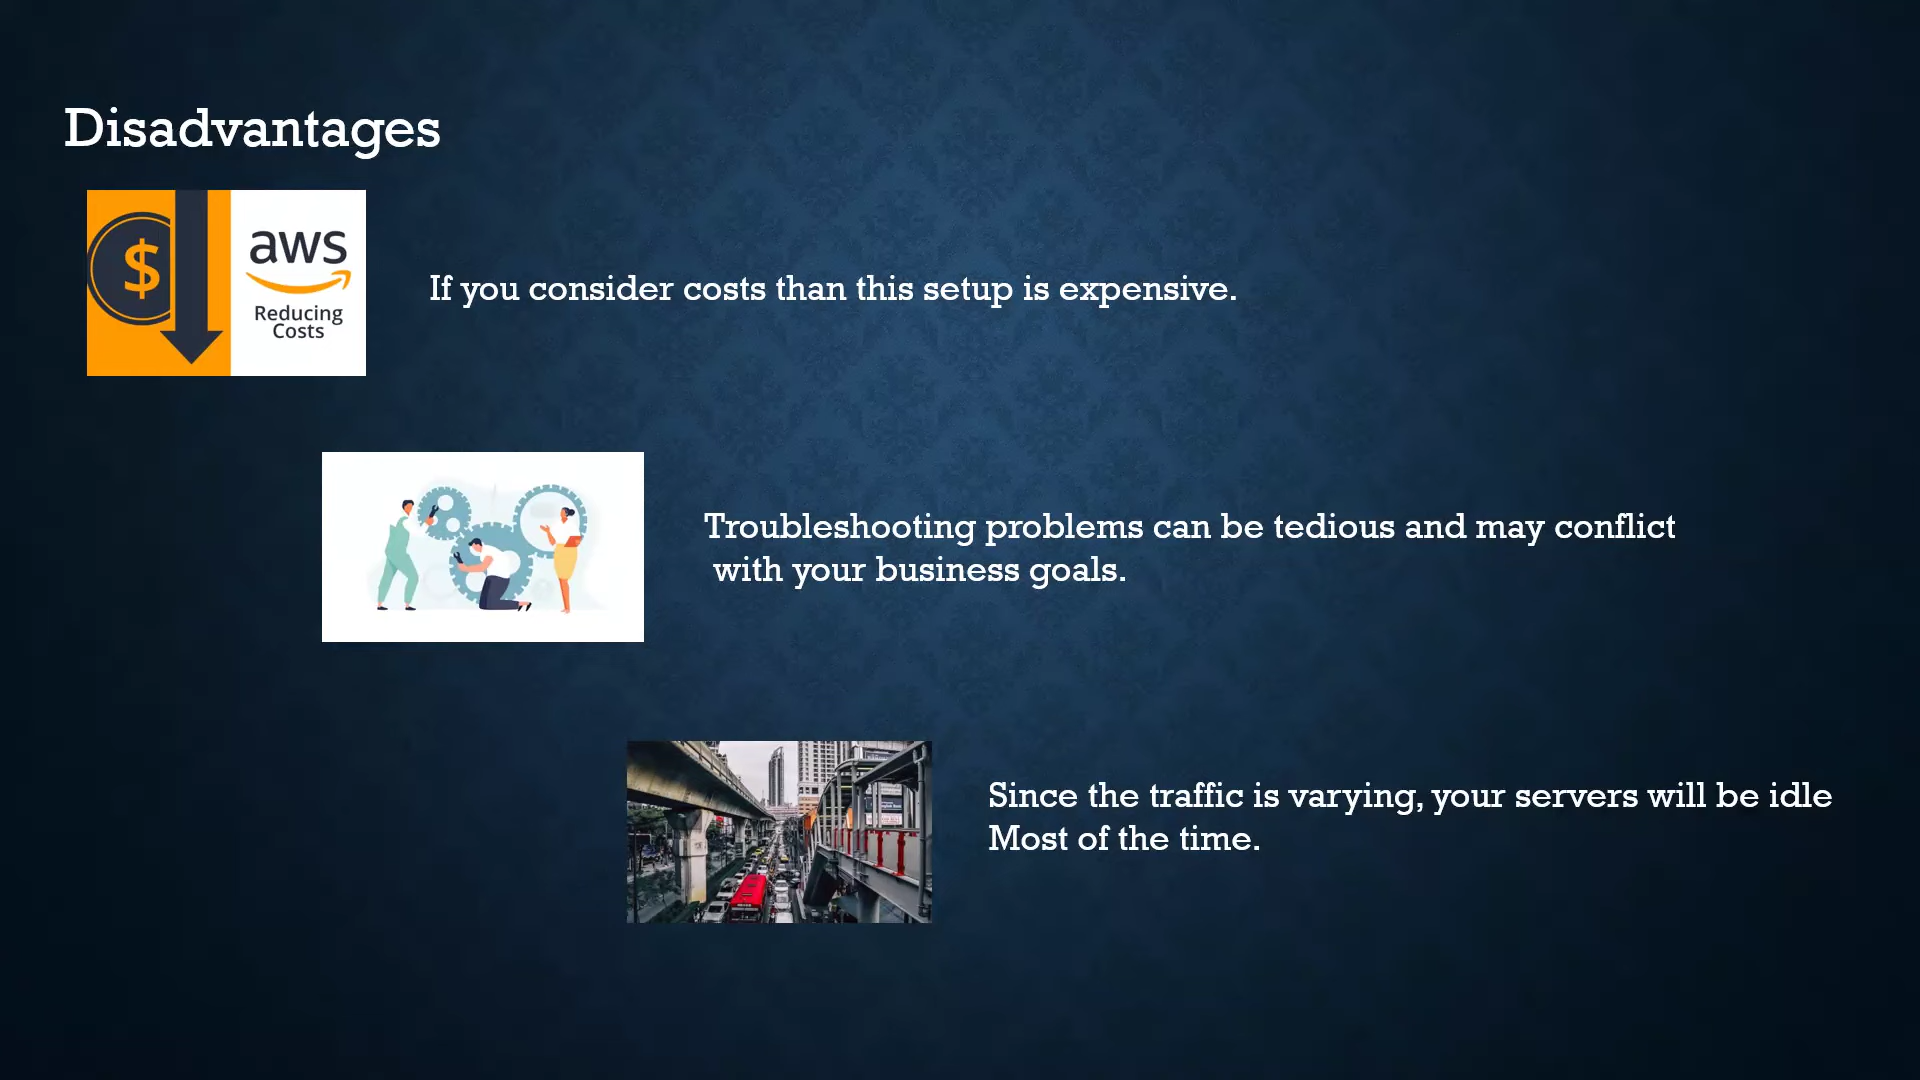 Disadvantages
$
aws
Reducing
Costs
If you consider costs than this setup is expensive.
Troubleshooting problems can be tedious and may conflict
with your business goals.
Since the traffic is varying, your servers will be idle
Most of the time.